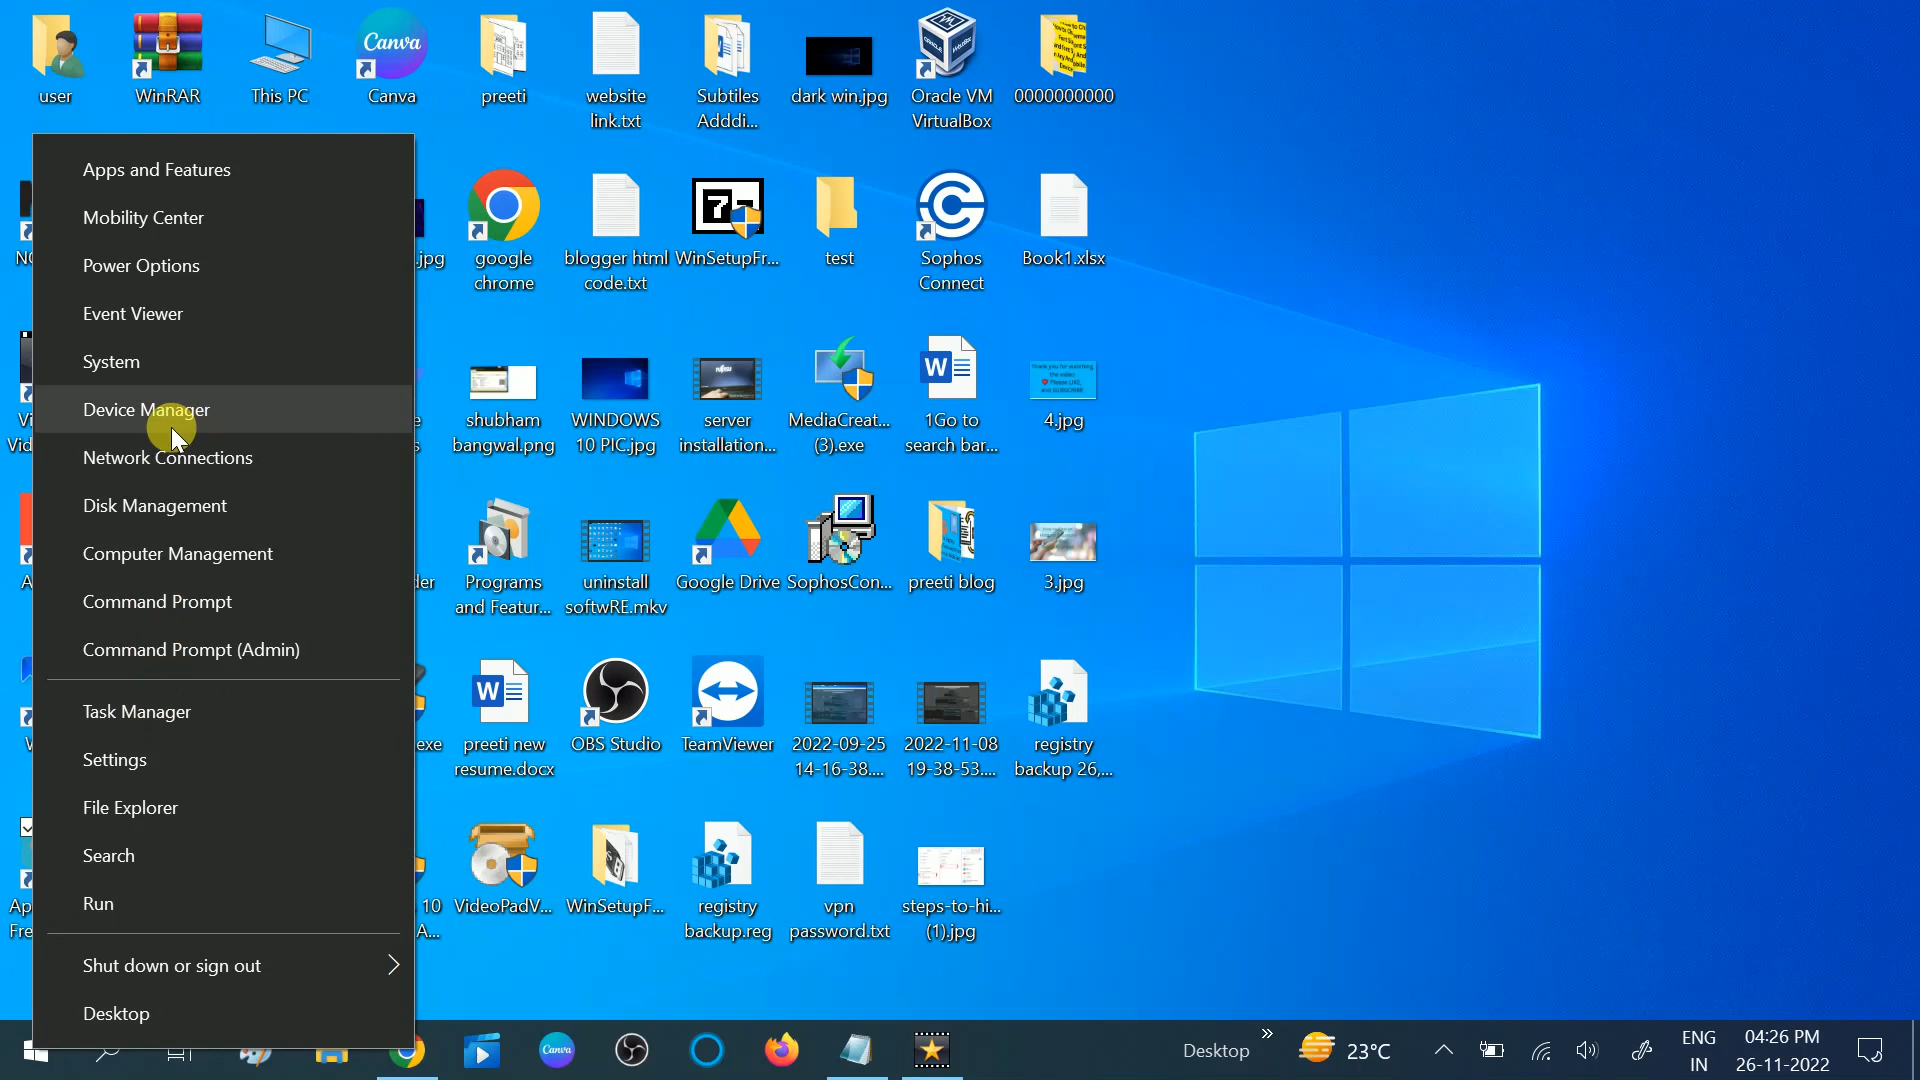 user
WinRAR
This PC
Canva
Canva
preeti
website
link.txt
Subtiles
Adddi...
dark win.jpg
Oracle VM
VirtualBox
0000000000
Apps and Features
Mobility Center
Power Options
Event Viewer
System
Device Manager
Network Connections
Disk Management
Computer Management
Command Prompt
Command Prompt (Admin)
Task Manager
Settings
File Explorer
Search
Run
Shut down or sign out
Desktop
.jpg
google
chrome
blogger html
code.txt
WinSetupFr...
test
Sophos
Connect
Book1.xlsx
shubham
bangwal.png
WINDOWS
10 PIC.jpg
server
installation...
MediaCreat...
(3).exe
1Go to
search bar...
4.jpg
Programs
and Featur...
uninstall
softwRE.mkv
Google Drive
SophosCon...
preeti blog
3.jpg
exe
preeti new
resume.docx
OBS Studio
TeamViewer
2022-09-25
14-16-38....
2022-11-08
19-38-53....
registry
backup 26,...
10
A...
VideoPadV...
WinSetupF...
registry
backup.reg
vpn
password.txt
steps-to-hi...
(1).jpg
Canva
Desktop
23°C
ENG
IN
04:26 PM
26-11-2022